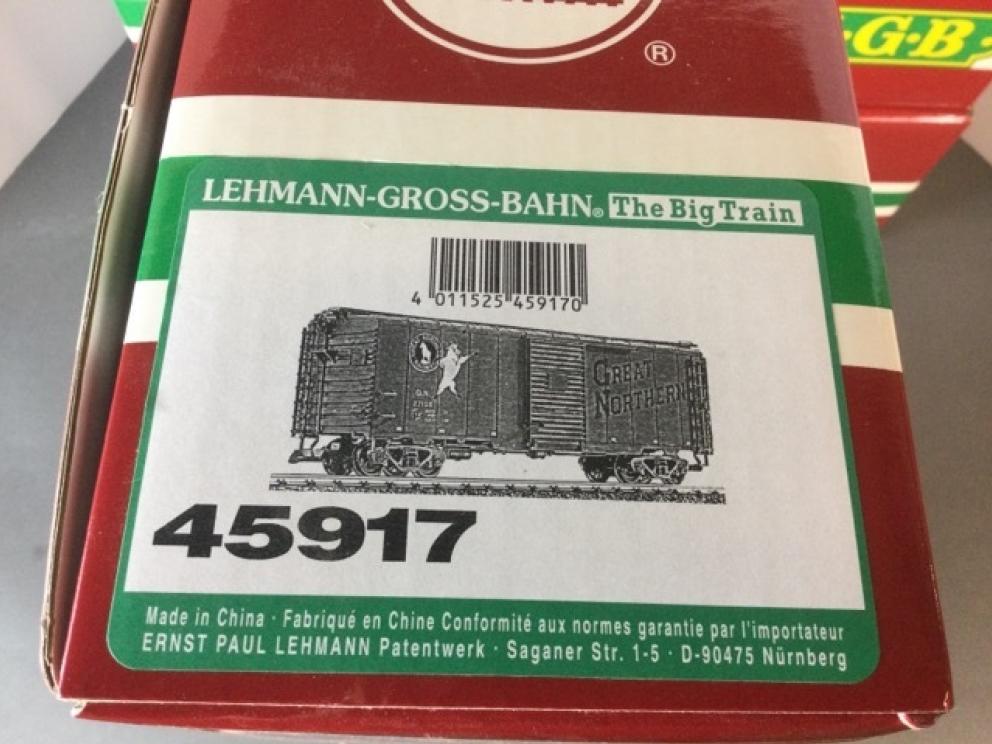 ®
·G·B
LEHMANN-GROSS-BAHN® The Big Train
4 011525 459170
GREAT
NORTHERN
G.N.
45917
Made in China · Fabriqué en Chine Conformité aux normes garantie par l'importateur
ERNST PAUL LEHMANN Patentwerk · Saganer Str. 1-5 · D-90475 Nürnberg